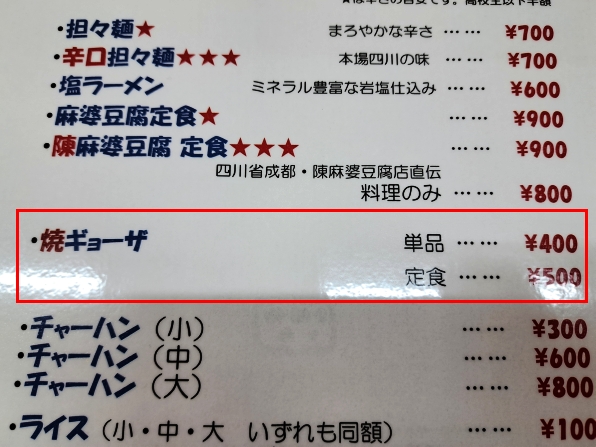 ・担々麺★ まろやかな辛さ …… ¥700
・辛口担々麺★★★ 本場四川の味 …… ¥700
・塩ラーメン ミネラル豊富な岩塩仕込み …… ¥600
・麻婆豆腐定食★ …… ¥900
・陳麻婆豆腐 定食★★★ …… ¥900
四川省成都・陳麻婆豆腐店直伝
料理のみ …… ¥800
・焼ギョーザ 単品 …… ¥400
定食 …… ¥500
・チャーハン（小） …… ¥300
・チャーハン（中） …… ¥600
・チャーハン（大） …… ¥800
・ライス（小・中・大 いずれも同額） …… ¥100